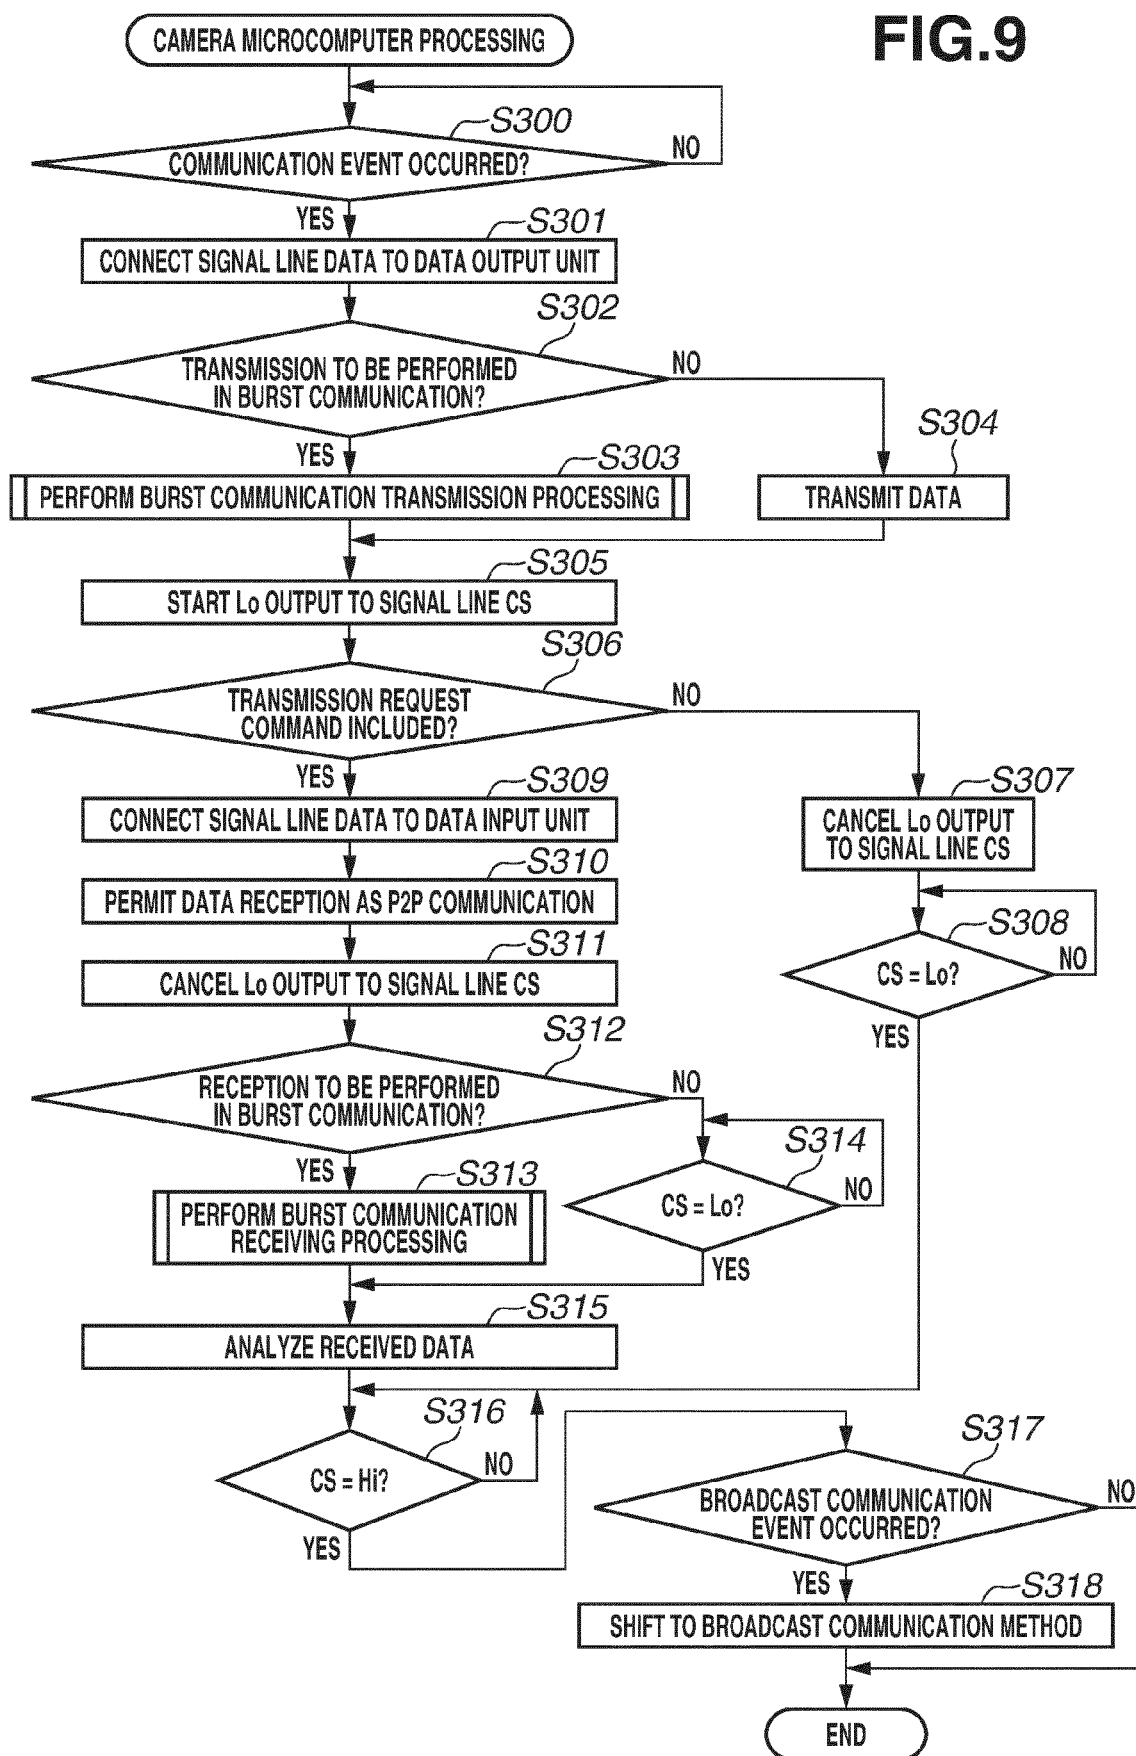 FIG.9
CAMERA MICROCOMPUTER PROCESSING
S300
COMMUNICATION EVENT OCCURRED?
NO
YES
S301
CONNECT SIGNAL LINE DATA TO DATA OUTPUT UNIT
S302
TRANSMISSION TO BE PERFORMED
IN BURST COMMUNICATION?
NO
YES
S303
PERFORM BURST COMMUNICATION TRANSMISSION PROCESSING
S304
TRANSMIT DATA
S305
START Lo OUTPUT TO SIGNAL LINE CS
S306
TRANSMISSION REQUEST
COMMAND INCLUDED?
NO
YES
S309
CONNECT SIGNAL LINE DATA TO DATA INPUT UNIT
S307
CANCEL Lo OUTPUT
TO SIGNAL LINE CS
S310
PERMIT DATA RECEPTION AS P2P COMMUNICATION
S308
CS = Lo?
NO
YES
S311
CANCEL Lo OUTPUT TO SIGNAL LINE CS
S312
RECEPTION TO BE PERFORMED
IN BURST COMMUNICATION?
NO
YES
S313
PERFORM BURST COMMUNICATION
RECEIVING PROCESSING
S314
CS = Lo?
NO
YES
S315
ANALYZE RECEIVED DATA
S316
CS = Hi?
NO
YES
S317
BROADCAST COMMUNICATION
EVENT OCCURRED?
NO
YES
S318
SHIFT TO BROADCAST COMMUNICATION METHOD
END